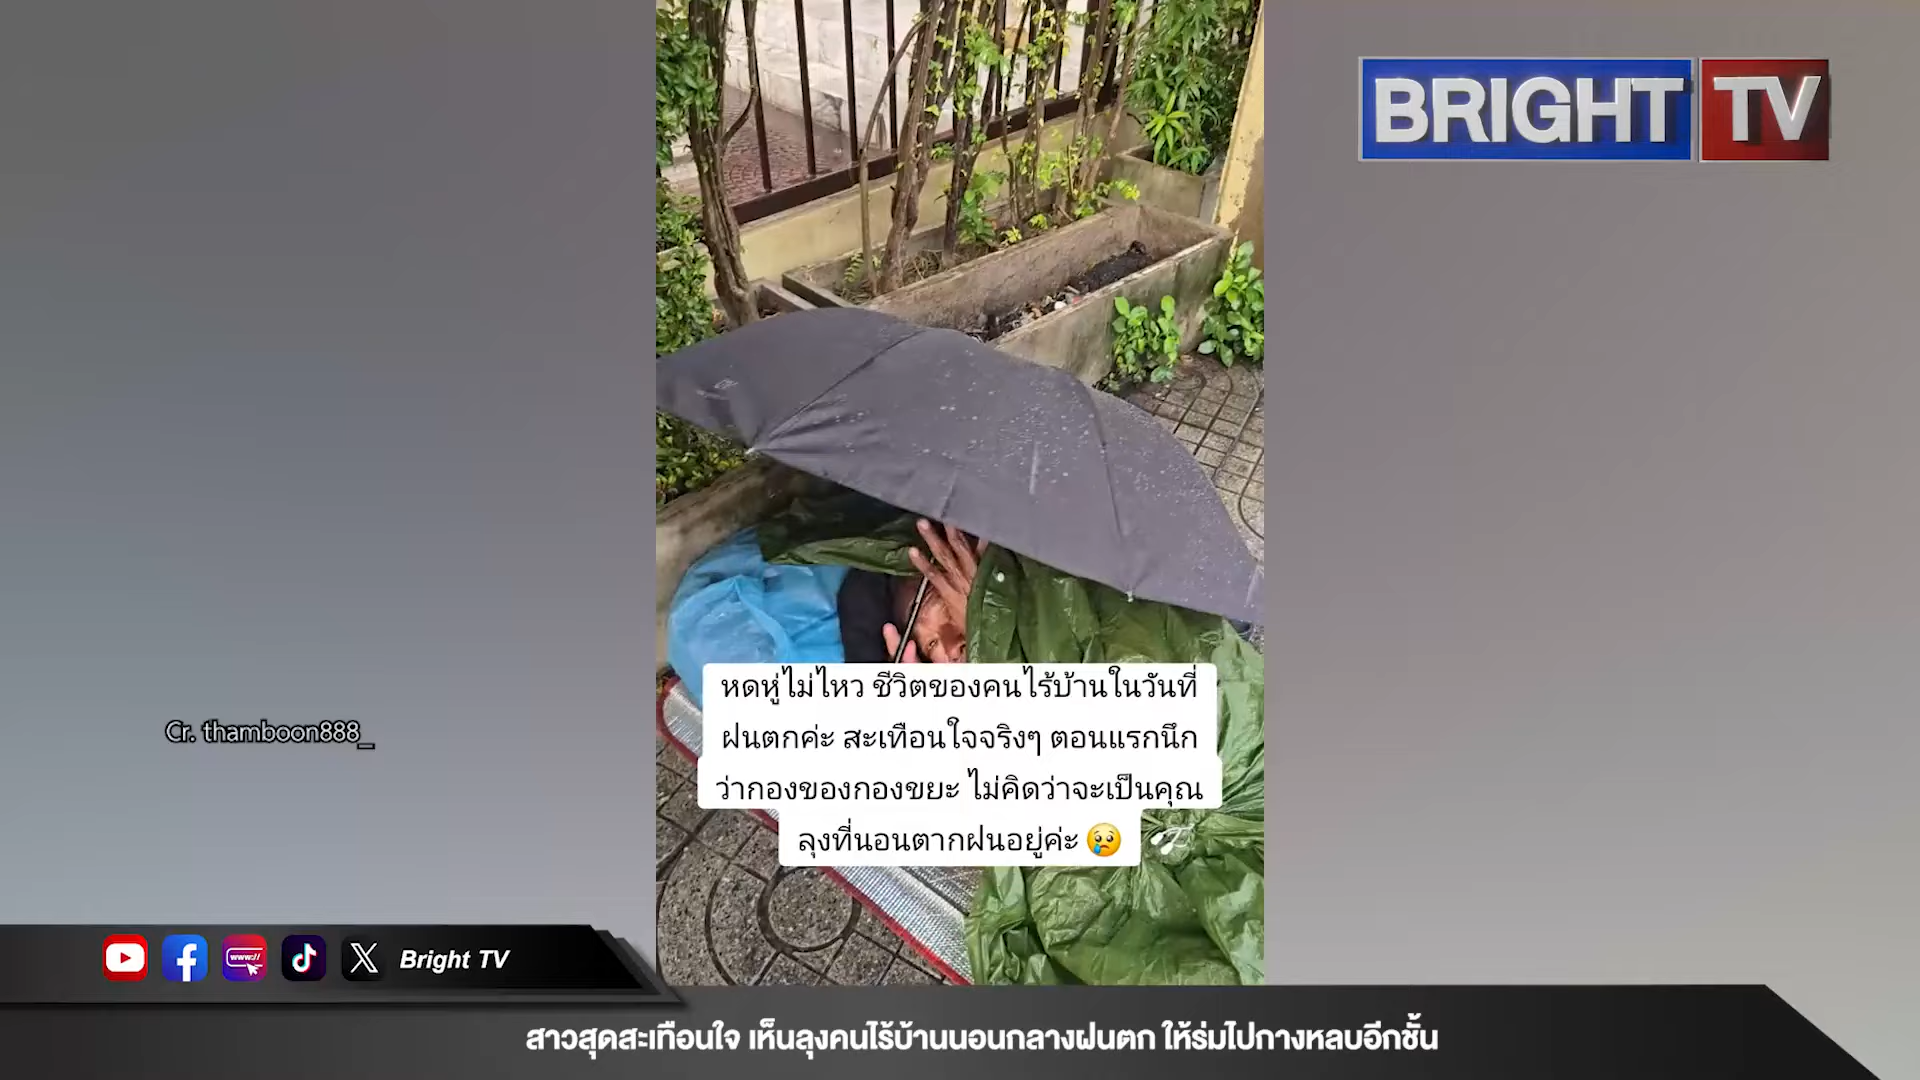 BRIGHT TV
หดหู่ไม่ไหว ชีวิตของคนไร้บ้านในวันที่
ฝนตกค่ะ สะเทือนใจจริงๆ ตอนแรกนึก
ว่ากองของกองขยะ ไม่คิดว่าจะเป็นคุณ
ลุงที่นอนตากฝนอยู่ค่ะ 😢
Cr. thamboon888_
www://
Bright TV
สาวสุดสะเทือนใจ เห็นลุงคนไร้บ้านนอนกลางฝนตก ให้ร่มไปกางหลบอีกชั้น